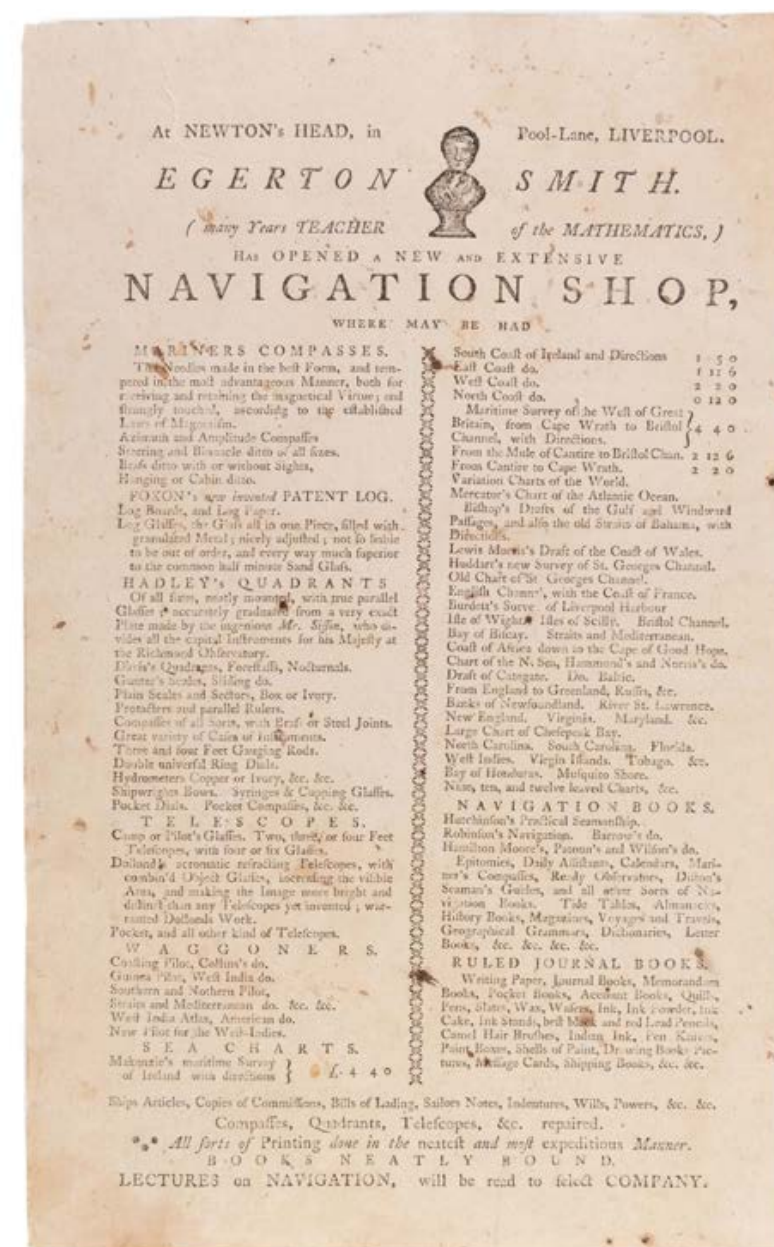 At NEWTON's HEAD, in Pool-Lane, LIVERPOOL.
EGERTON SMITH.
(many Years TEACHER of the MATHEMATICS,)
HAS OPENED A NEW AND EXTENSIVE
NAVIGATION SHOP,
WHERE MAY BE HAD
MARINERS COMPASSES.
The Needles made in the beſt Form, and tem-
pered in the moſt advantageous Manner, both for
receiving and retaining the magnetical Virtue; and
ſtrongly touched, according to the eſtabliſhed
Laws of Magnetiſm.
Azimuth and Amplitude Compaſſes
Steering and Binnacle ditto of all ſizes.
Braſs ditto with or without Sights,
Hanging or Cabin ditto.
FOXON's new invented PATENT LOG.
Log Boards, and Log Paper.
Log Glaſſes, the Glaſs all in one Piece, filled with
granulated Metal; nicely adjuſted; not ſo liable
to be out of order, and every way much ſuperior
to the common half minute Sand Glaſs.
HADLEY's QUADRANTS
Of all ſizes, neatly mounted, with true parallel
Glaſſes; accurately graduated from a very exact
Plate made by the ingenious Mr. Siſſon, who di-
vides all the capital Inſtruments for his Majeſty at
the Richmond Obſervatory.
Davis's Quadrants, Foreſtaffs, Nocturnals.
Gunter's Scales, Sliding do.
Plain Scales and Sectors, Box or Ivory.
Protactors and parallel Rulers.
Compaſſes of all Sorts, with Braſs or Steel Joints.
Great variety of Caſes of Inſtruments.
Three and four Feet Gauging Rods.
Double univerſal Ring Dials.
Hydrometers Copper or Ivory, &c. &c.
Shipwrights Bows. Syringes & Cupping Glaſſes.
Pocket Dials. Pocket Compaſſes, &c. &c.
TELESCOPES.
Camp or Pilot's Glaſſes. Two, three, or four Feet
Teleſcopes, with four or ſix Glaſſes.
Dollond's acromatic refracting Teleſcopes, with
combin'd Object Glaſſes, increaſing the viſible
Area, and making the Image more bright and
diſtinct than any Teleſcopes yet invented; war-
ranted Dollonds Work.
Pocket, and all other kind of Teleſcopes.
WAGGONERS.
Coaſting Pilot, Collins's do.
Guinea Pilot, Weſt India do.
Southern and Nothern Pilot,
Straits and Mediterranean do. &c. &c.
Weſt India Atlas, American do.
New Pilot for the Weſt-Indies.
SEA CHARTS.
Makenzie's maritime Survey
of Ireland with directions } £. 4 4 0
South Coaſt of Ireland and Directions 1 5 0
Eaſt Coaſt do. 1 11 6
Weſt Coaſt do. 2 2 0
North Coaſt do. 0 12 0
Maritime Survey of the Weſt of Great
Britain, from Cape Wrath to Briſtol } 4 4 0
Channel, with Directions.
From the Mule of Cantire to Briſtol Chan. 2 12 6
From Cantire to Cape Wrath. 2 2 0
Variation Charts of the World.
Mercator's Chart of the Atlantic Ocean.
Biſhop's Drafts of the Gulf and Windward
Paſſages, and alſo the old Straits of Bahama, with
Directions.
Lewis Morris's Draft of the Coaſt of Wales.
Huddart's new Survey of St. Georges Channel.
Old Chart of St Georges Channel.
Engliſh Channel, with the Coaſt of France.
Burdett's Survey of Liverpool Harbour
Iſle of Wight Iſles of Scilly. Briſtol Channel.
Bay of Biſcay. Straits and Mediterranean.
Coaſt of Africa down to the Cape of Good Hope.
Chart of the N. Sea, Hammond's and Norris's do.
Draft of Categate. Do. Baltic.
From England to Greenland, Ruſſia, &c.
Banks of Newfoundland. River St. Lawrence.
New England. Virginia. Maryland. &c.
Large Chart of Cheſepeak Bay.
North Carolina. South Carolina. Florida.
Weſt Indies. Virgin Iſlands. Tobago. &c.
Bay of Honduras. Muſquito Shore.
Nine, ten, and twelve leaved Charts, &c.
NAVIGATION BOOKS.
Hutchinſon's Practical Seamanſhip.
Robinſon's Navigation. Barrow's do.
Hamilton Moore's, Patoun's and Wilſon's do.
Epitomies, Daily Aſſiſtants, Calendars, Mari-
ner's Compaſſes, Ready Obſervators, Ditton's
Seaman's Guides, and all other Sorts of Na-
vigation Books. Tide Tables, Almanacks,
Hiſtory Books, Magazines, Voyages and Travels,
Geographical Grammars, Dictionaries, Letter
Books, &c. &c. &c. &c.
RULED JOURNAL BOOKS.
Writing Paper, Journal Books, Memorandum
Books, Pocket Books, Accompt Books, Quills,
Pens, Slates, Wax, Wafers, Ink, Ink Powder, Ink
Cake, Ink Stands, beſt black and red Lead Pencils,
Camel Hair Bruſhes, Indian Ink, Pen Knives,
Paint Boxes, Shells of Paint, Drawing Books Pic-
tures, Meſſage Cards, Shipping Books, &c. &c.
Ships Articles, Copies of Commiſſions, Bills of Lading, Sailors Notes, Indentures, Wills, Powers, &c. &c.
Compaſſes, Quadrants, Teleſcopes, &c. repaired.
*** All ſorts of Printing done in the neateſt and moſt expeditious Manner.
BOOKS NEATLY BOUND.
LECTURES on NAVIGATION, will be read to ſelect COMPANY.